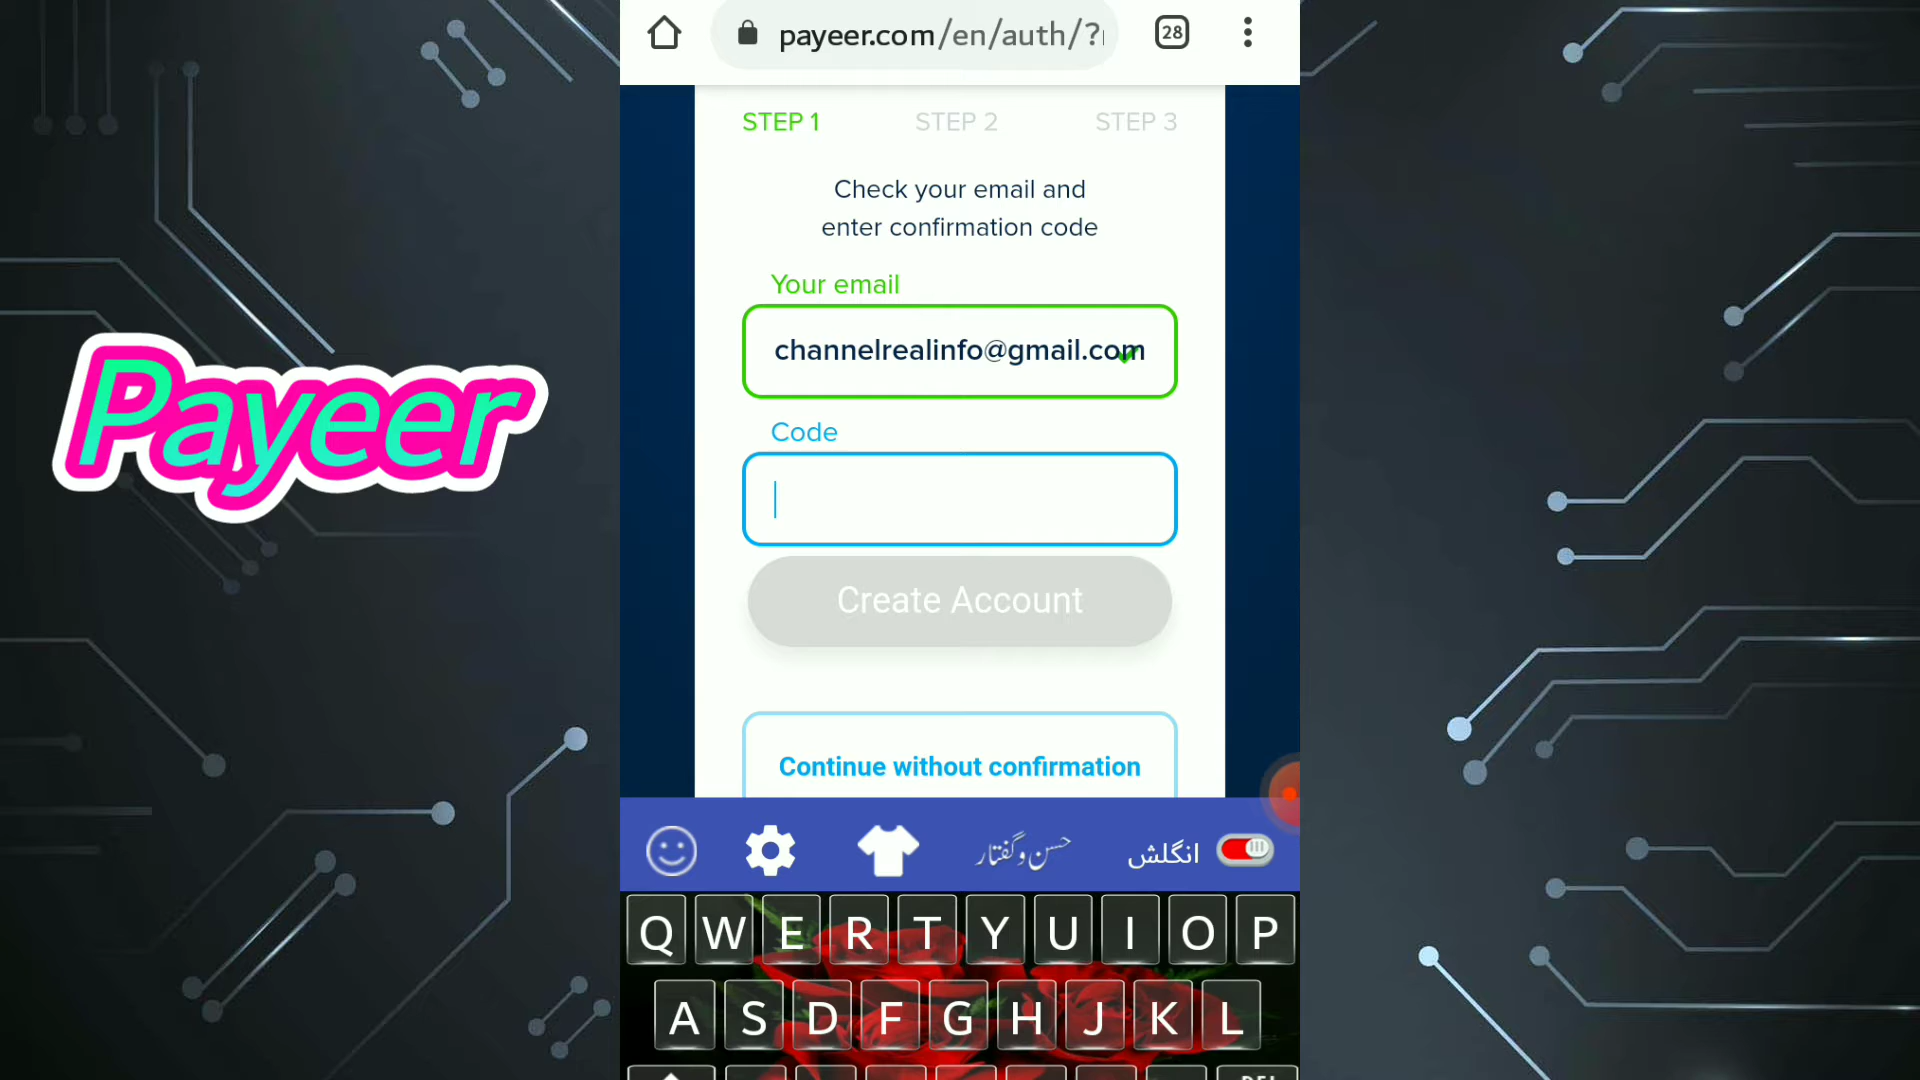 payeer.com/en/auth/?
28
STEP 1 STEP 2 STEP 3
Check your email and
enter confirmation code
Your email
channelrealinfo@gmail.com
Code
Create Account
Continue without confirmation
Payeer
حسن و گفتار
انگلش
Q W E R T Y U I O P
A S D F G H J K L